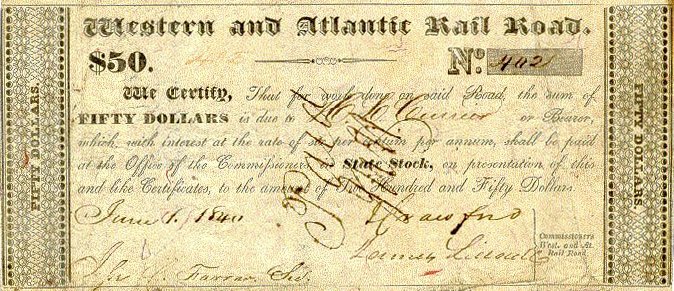 Western and Atlantic Rail Road.
$50. No. 402
We Certify, That for work done on said Road, the sum of
FIFTY DOLLARS is due to or Bearer,
which, with interest at the rate of six per centum per annum, shall be paid
at the Office of the Commissioners in State Stock, on presentation of this
and like Certificates, to the amount of Two Hundred and Fifty Dollars.
June 1. 1840
Crawford
Commissioners
West. and At.
Rail Road.
Farrar,
FIFTY DOLLARS.
FIFTY DOLLARS.